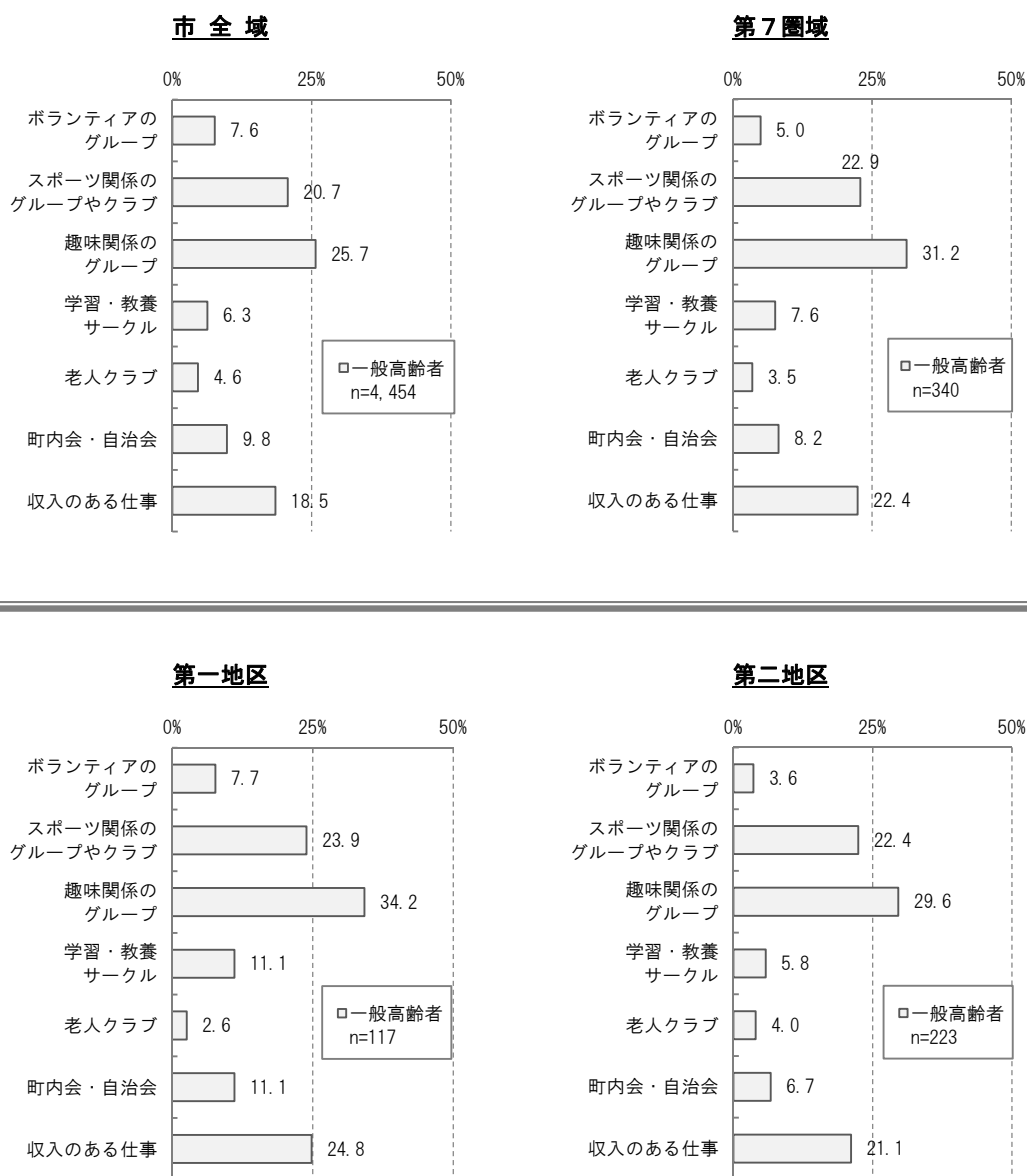 市 全 域
0%
25%
50%
ボランティアの
グループ
7.6
スポーツ関係の
グループやクラブ
20.7
趣味関係の
グループ
25.7
学習・教養
サークル
6.3
老人クラブ
4.6
町内会・自治会
9.8
収入のある仕事
18.5
一般高齢者
n=4,454
第７圏域
0%
25%
50%
ボランティアの
グループ
5.0
スポーツ関係の
グループやクラブ
22.9
趣味関係の
グループ
31.2
学習・教養
サークル
7.6
老人クラブ
3.5
町内会・自治会
8.2
収入のある仕事
22.4
一般高齢者
n=340
第一地区
0%
25%
50%
ボランティアの
グループ
7.7
スポーツ関係の
グループやクラブ
23.9
趣味関係の
グループ
34.2
学習・教養
サークル
11.1
老人クラブ
2.6
町内会・自治会
11.1
収入のある仕事
24.8
一般高齢者
n=117
第二地区
0%
25%
50%
ボランティアの
グループ
3.6
スポーツ関係の
グループやクラブ
22.4
趣味関係の
グループ
29.6
学習・教養
サークル
5.8
老人クラブ
4.0
町内会・自治会
6.7
収入のある仕事
21.1
一般高齢者
n=223